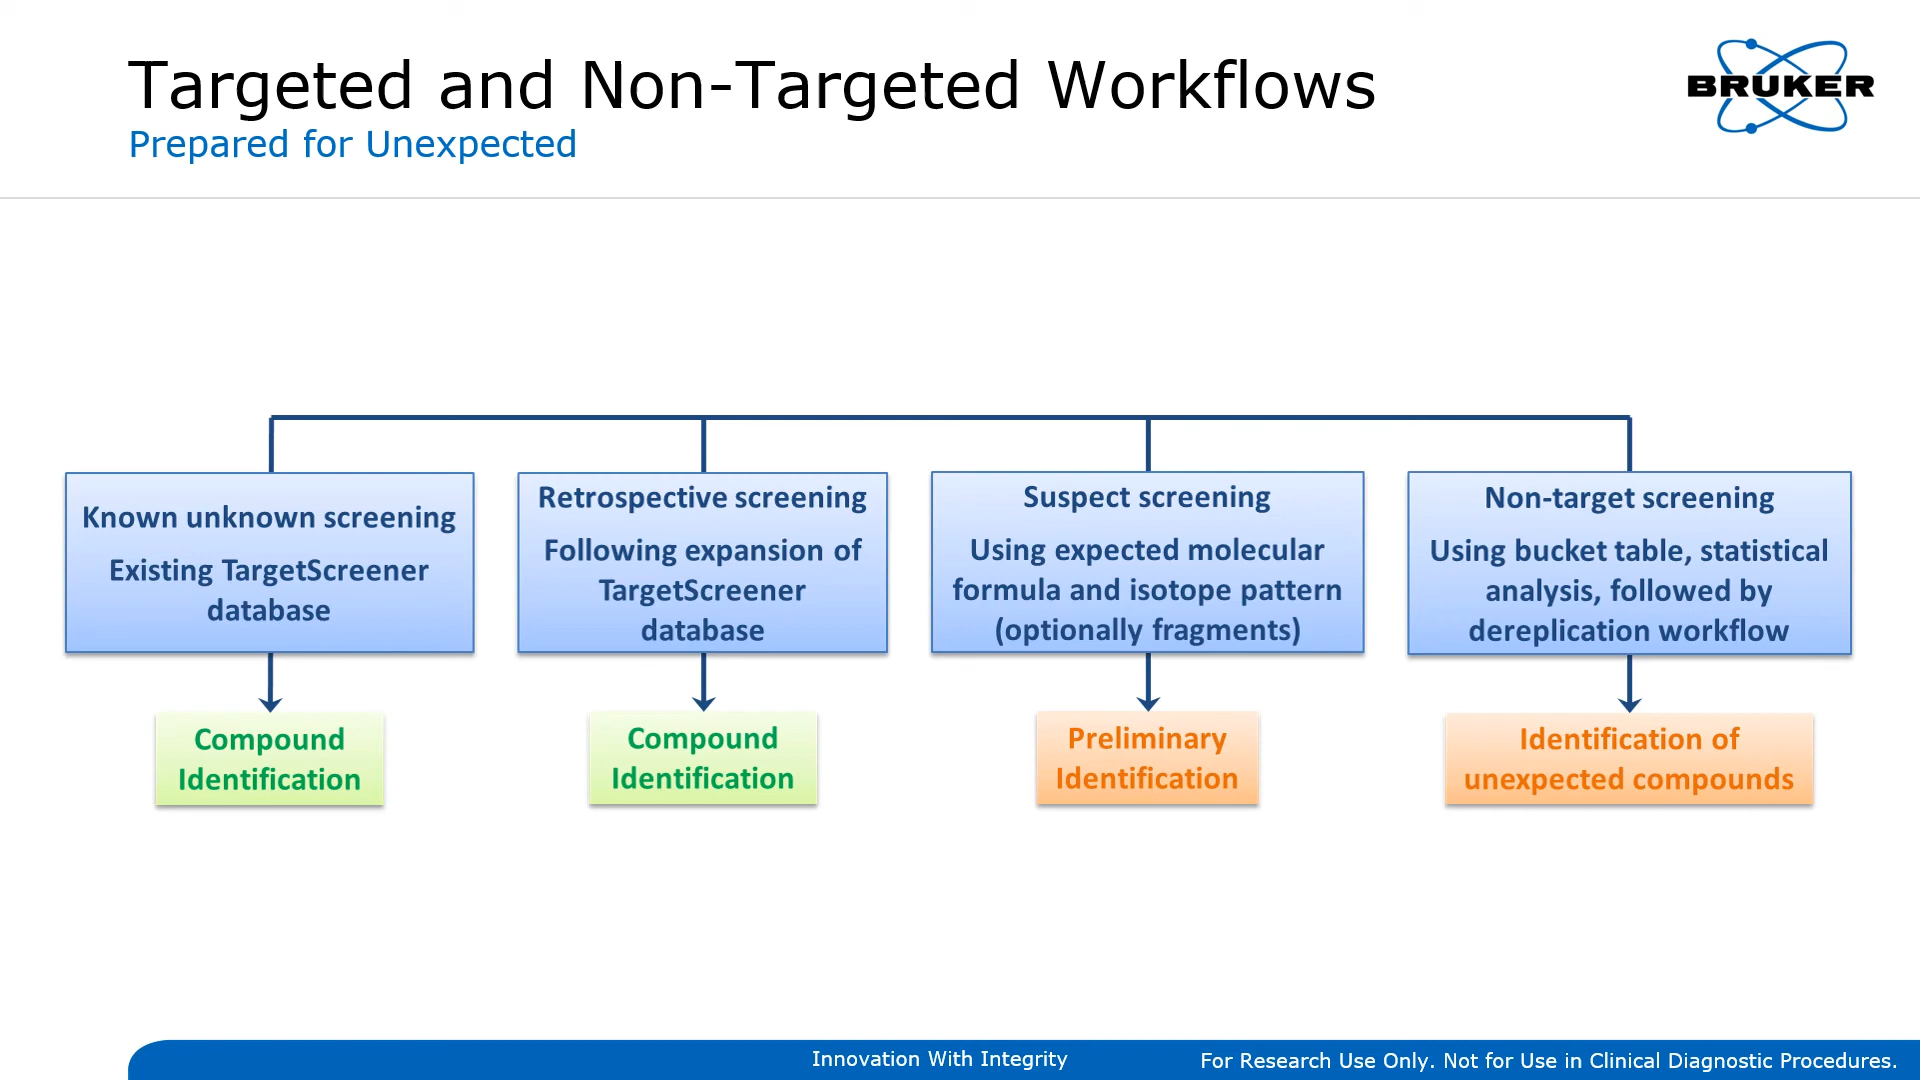 Targeted and Non-Targeted Workflows
Prepared for Unexpected
BRUKER
Known unknown screening
Existing TargetScreener
database
Retrospective screening
Following expansion of
TargetScreener
database
Suspect screening
Using expected molecular
formula and isotope pattern
(optionally fragments)
Non-target screening
Using bucket table, statistical
analysis, followed by
dereplication workflow
Compound
Identification
Compound
Identification
Preliminary
Identification
Identification of
unexpected compounds
Innovation With Integrity
For Research Use Only. Not for Use in Clinical Diagnostic Procedures.